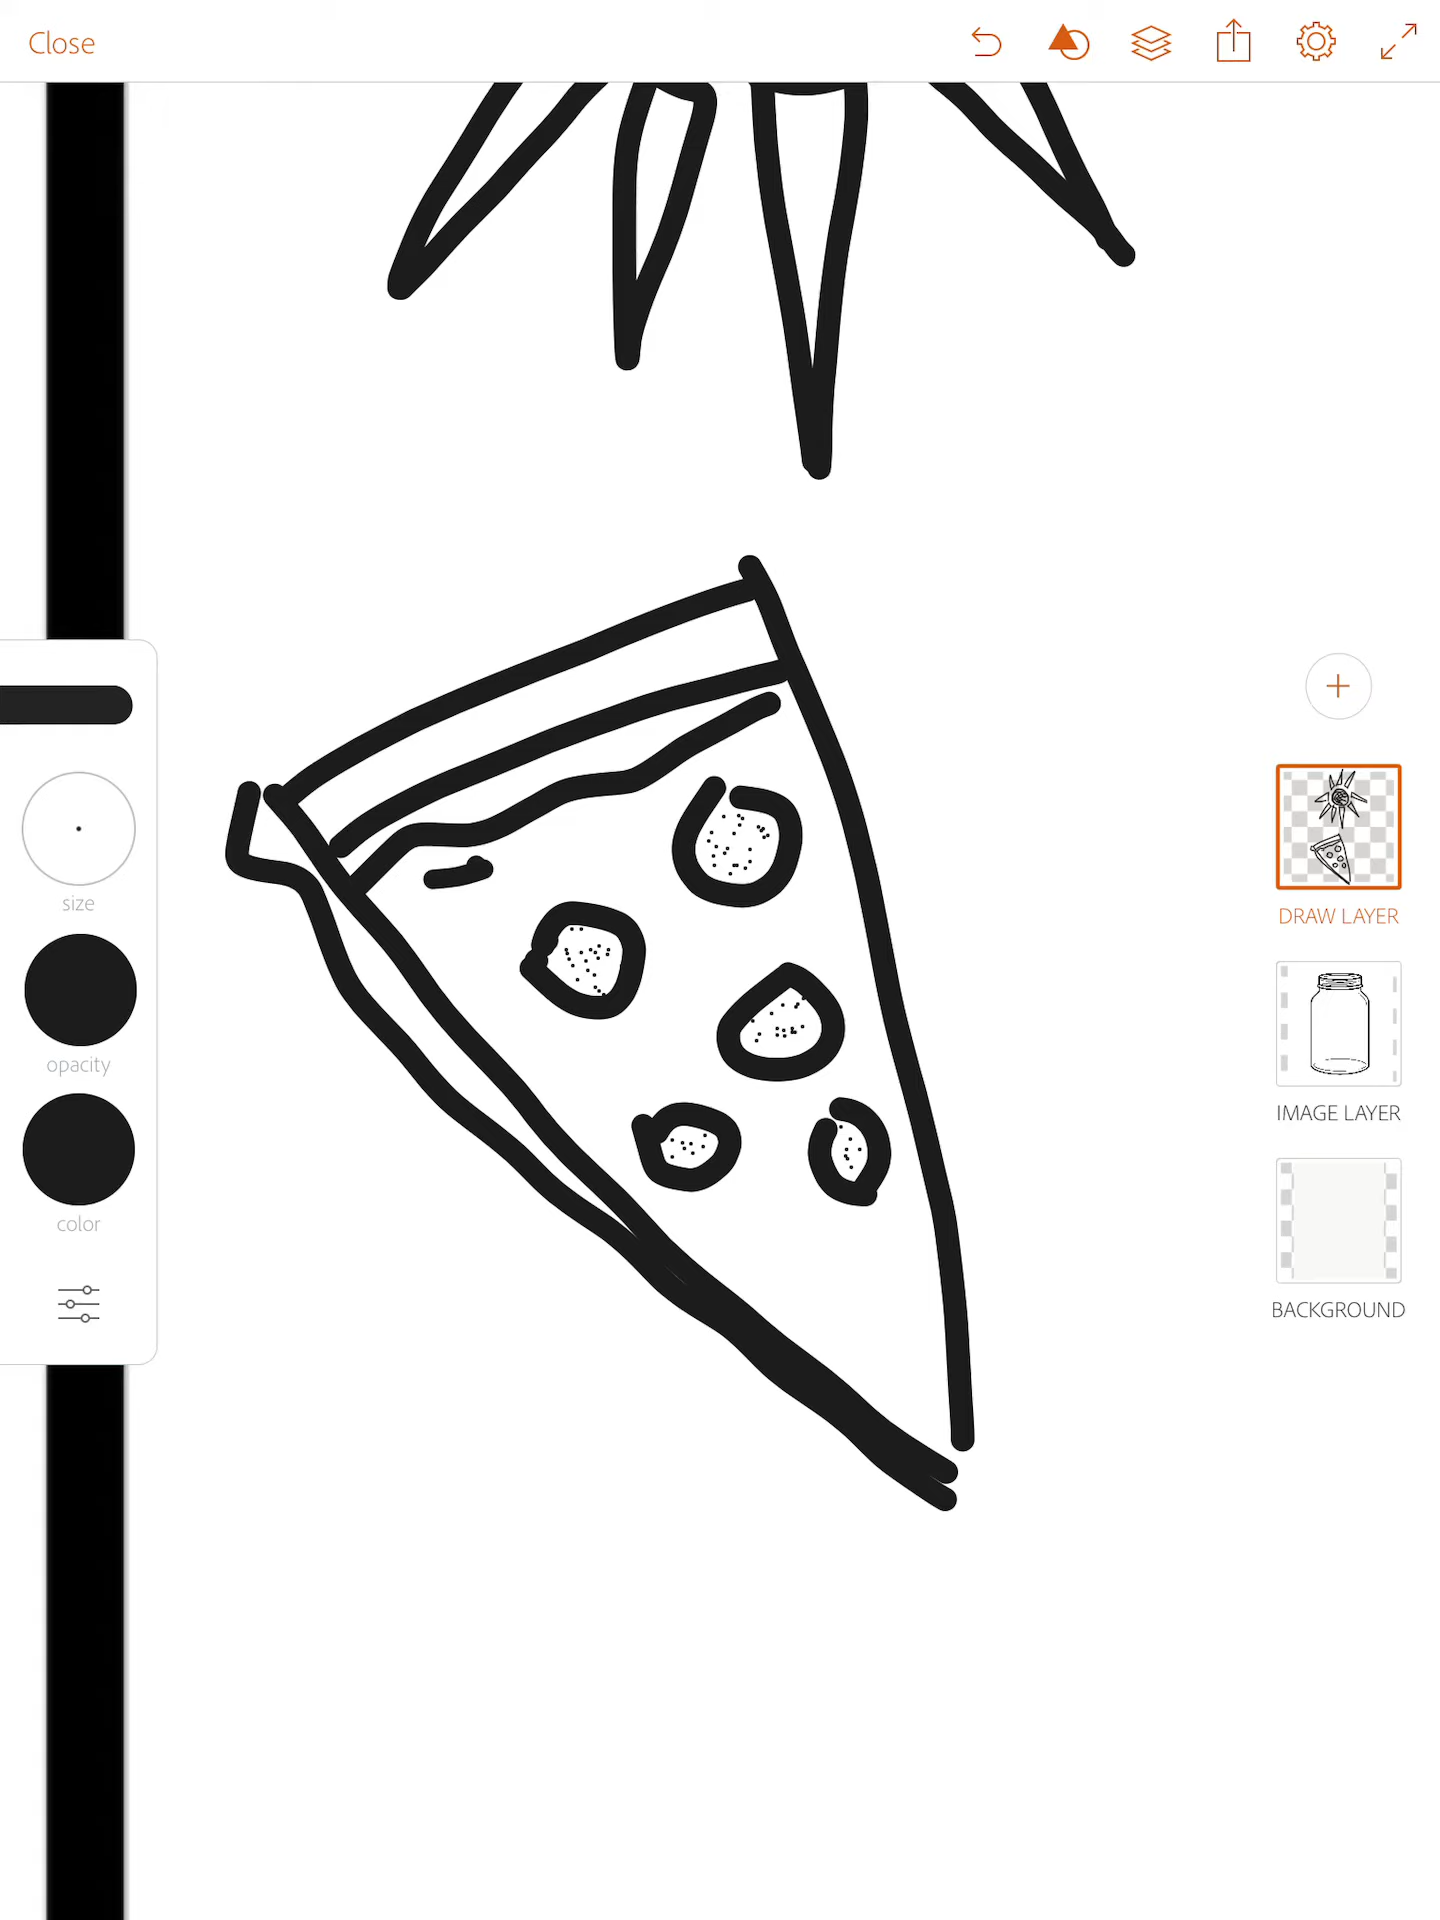 Close
size
opacity
color
DRAW LAYER
IMAGE LAYER
BACKGROUND